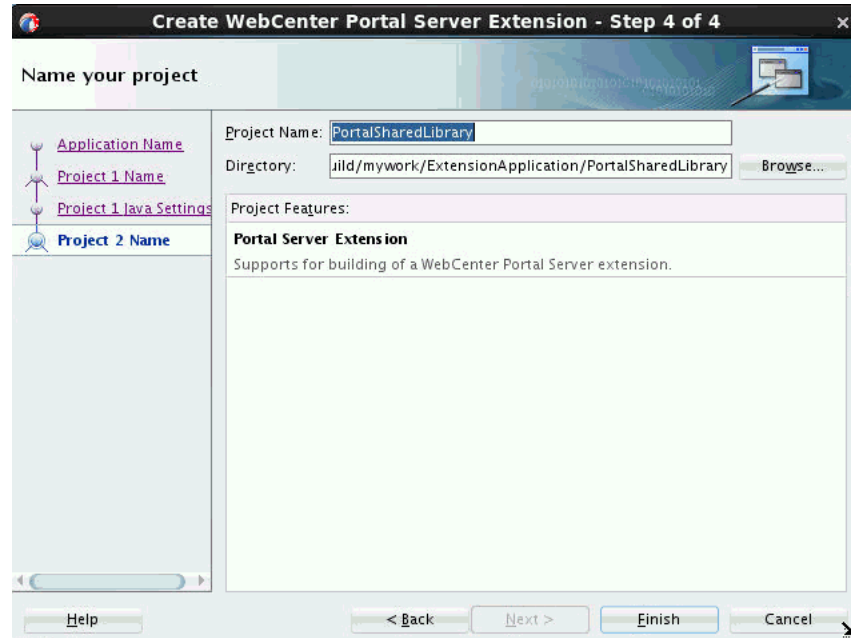 Create WebCenter Portal Server Extension - Step 4 of 4
Name your project
Application Name
Project 1 Name
Project 1 Java Settings
Project 2 Name
Project Name: PortalSharedLibrary
Directory: uild/mywork/ExtensionApplication/PortalSharedLibrary Browse...
Project Features:
Portal Server Extension
Supports for building of a WebCenter Portal Server extension.
Help < Back Next > Finish Cancel